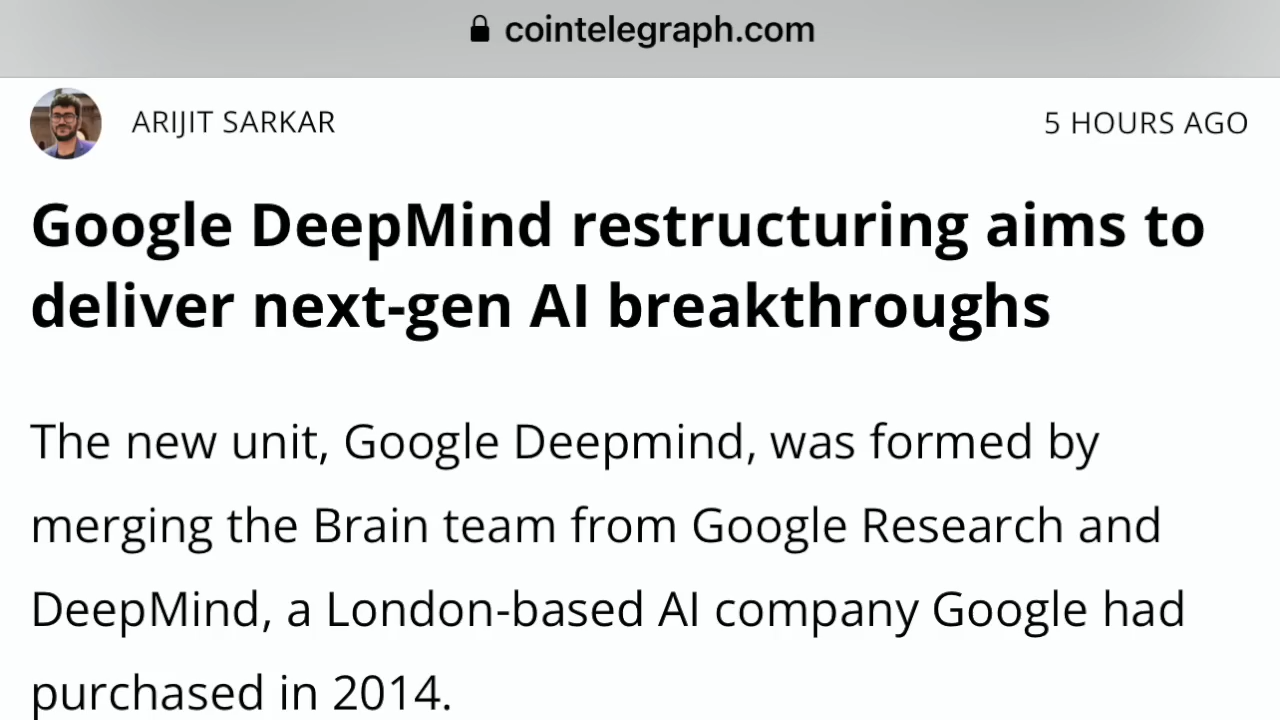 cointelegraph.com
ARIJIT SARKAR
5 HOURS AGO
Google DeepMind restructuring aims to
deliver next-gen AI breakthroughs
The new unit, Google Deepmind, was formed by
merging the Brain team from Google Research and
DeepMind, a London-based AI company Google had
purchased in 2014.